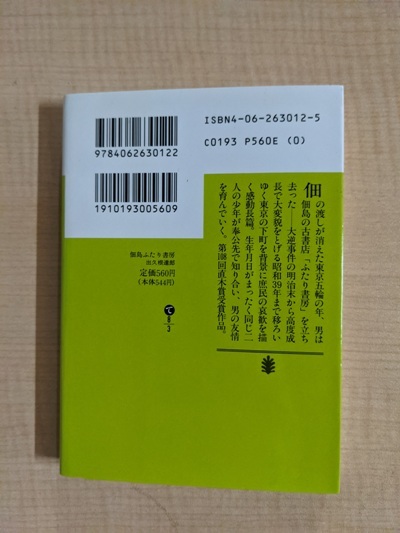 ISBN4-06-263012-5
C0193 P560E (0)
9784062630122
1910193005609
佃の渡しが消えた東京五輪の年、男は
佃島の古書店「ふたり書房」を立ち
去った――大逆事件の明治末から高度成
長で大変貌をとげる昭和39年まで移ろい
ゆく東京の下町を背景に庶民の哀歓を描
く感動長篇。生年月日がまったく同じ二
人の少年が奉公先で知り合い、男の友情
を育んでいく。第108回直木賞受賞作品。
佃島ふたり書房
出久根達郎
定価560円
(本体544円)
て